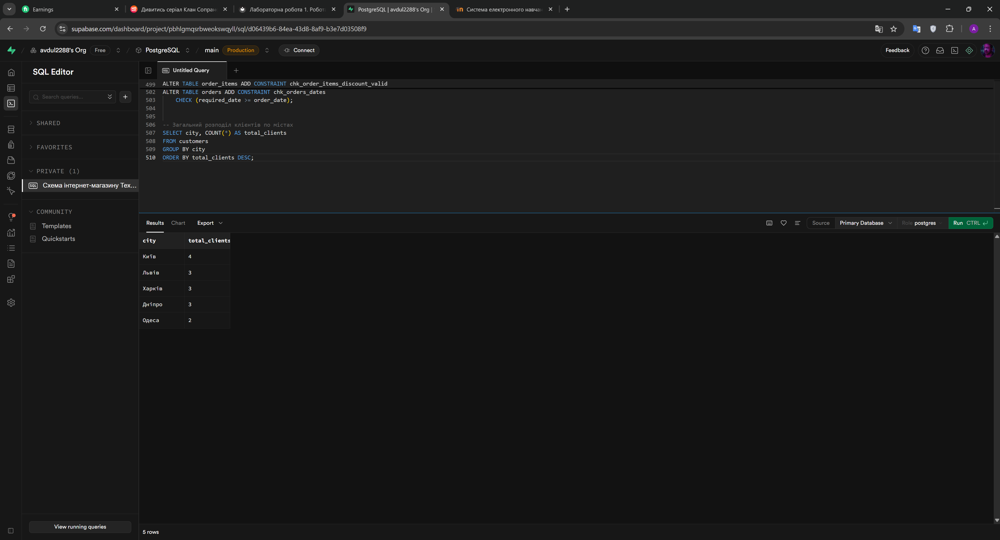 Earnings
Дивитись серіал Клан Сопран
Лабораторна робота 1. Робота
PostgreSQL | avdul2288's Org |
Система електронного навчан
supabase.com/dashboard/project/pbhlgmqsrbweokswqyll/sql/d06439b6-84ea-43d8-8af9-b3e7d03508f9
A
avdul2288's Org
Free
PostgreSQL
main
Production
Connect
Feedback
SQL Editor
Search queries...
SHARED
FAVORITES
PRIVATE (1)
SQL Схема інтернет-магазину Тех...
COMMUNITY
Templates
Quickstarts
View running queries
SQL Untitled Query
499 ALTER TABLE order_items ADD CONSTRAINT chk_order_items_discount_valid
502 ALTER TABLE orders ADD CONSTRAINT chk_orders_dates
503 CHECK (required_date >= order_date);
504
505
506 -- Загальний розподіл клієнтів по містах
507 SELECT city, COUNT(*) AS total_clients
508 FROM customers
509 GROUP BY city
510 ORDER BY total_clients DESC;
Results Chart Export
Source Primary Database Role postgres Run CTRL
city total_clients
Київ 4
Львів 3
Харків 3
Дніпро 3
Одеса 2
5 rows